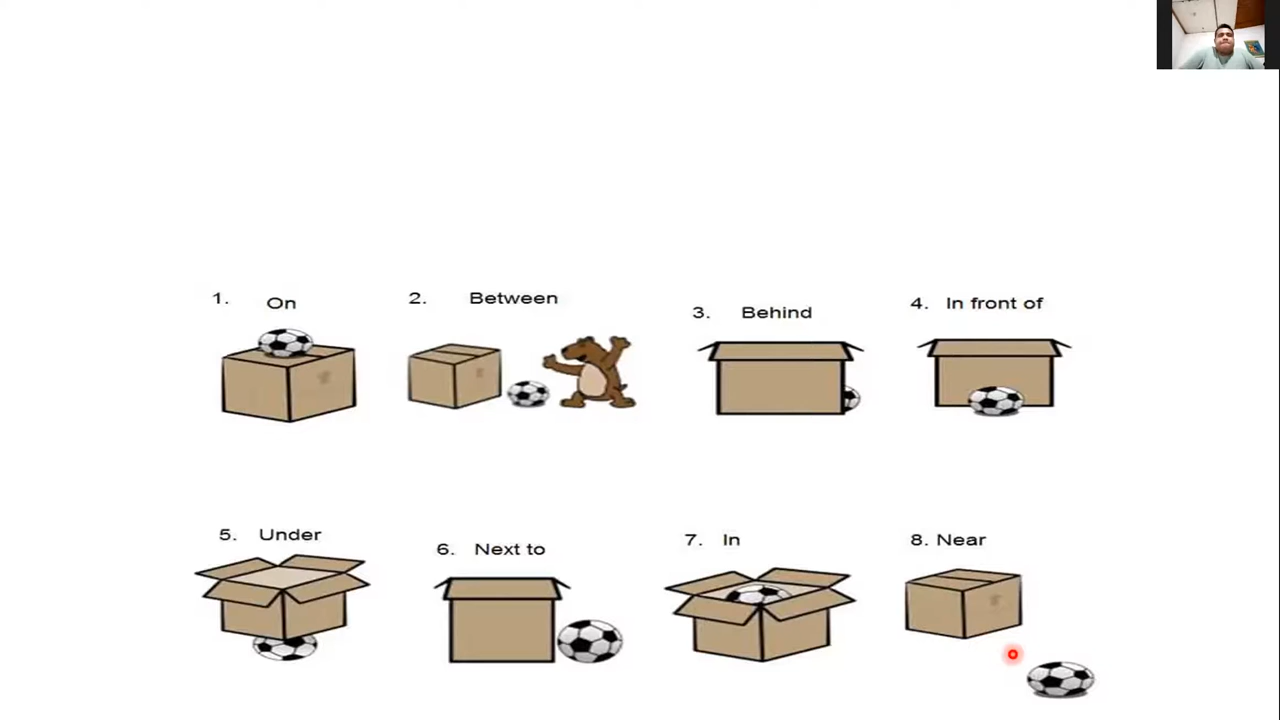 1. On
2. Between
3. Behind
4. In front of
5. Under
6. Next to
7. In
8. Near